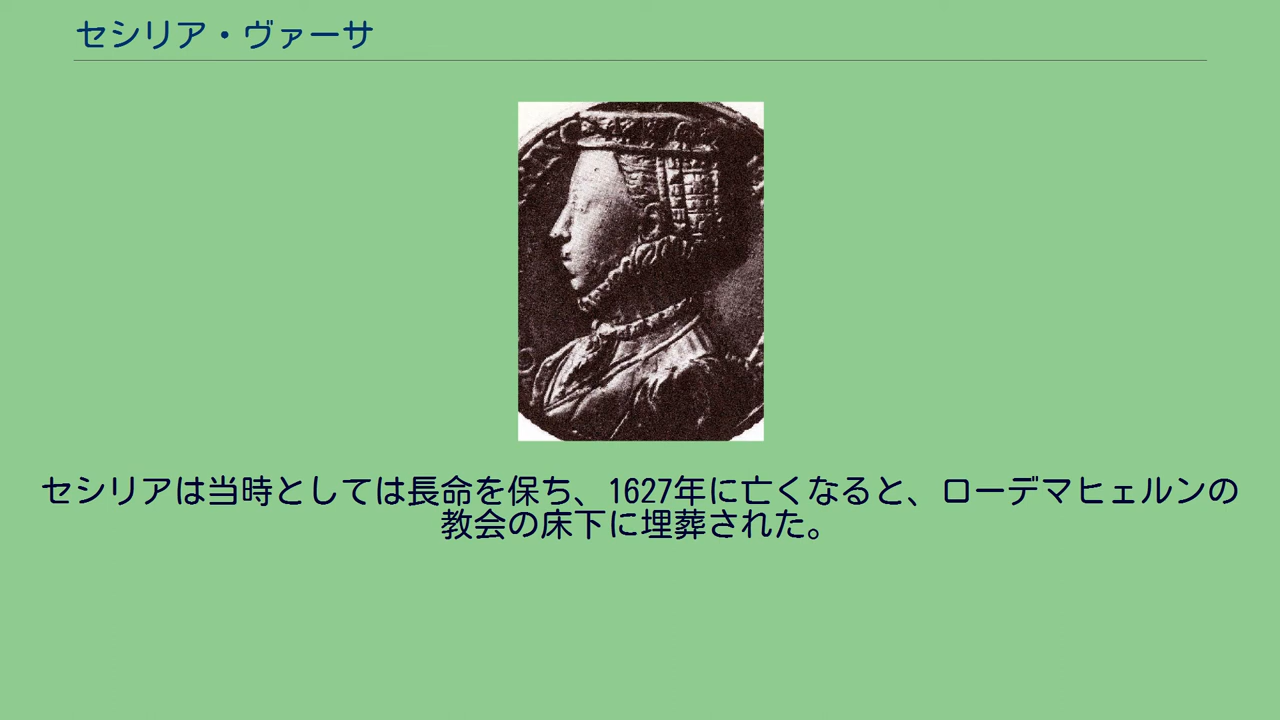 セシリア・ヴァーサ
セシリアは当時としては長命を保ち、1627年に亡くなると、ローデマヒェルンの
教会の床下に埋葬された。